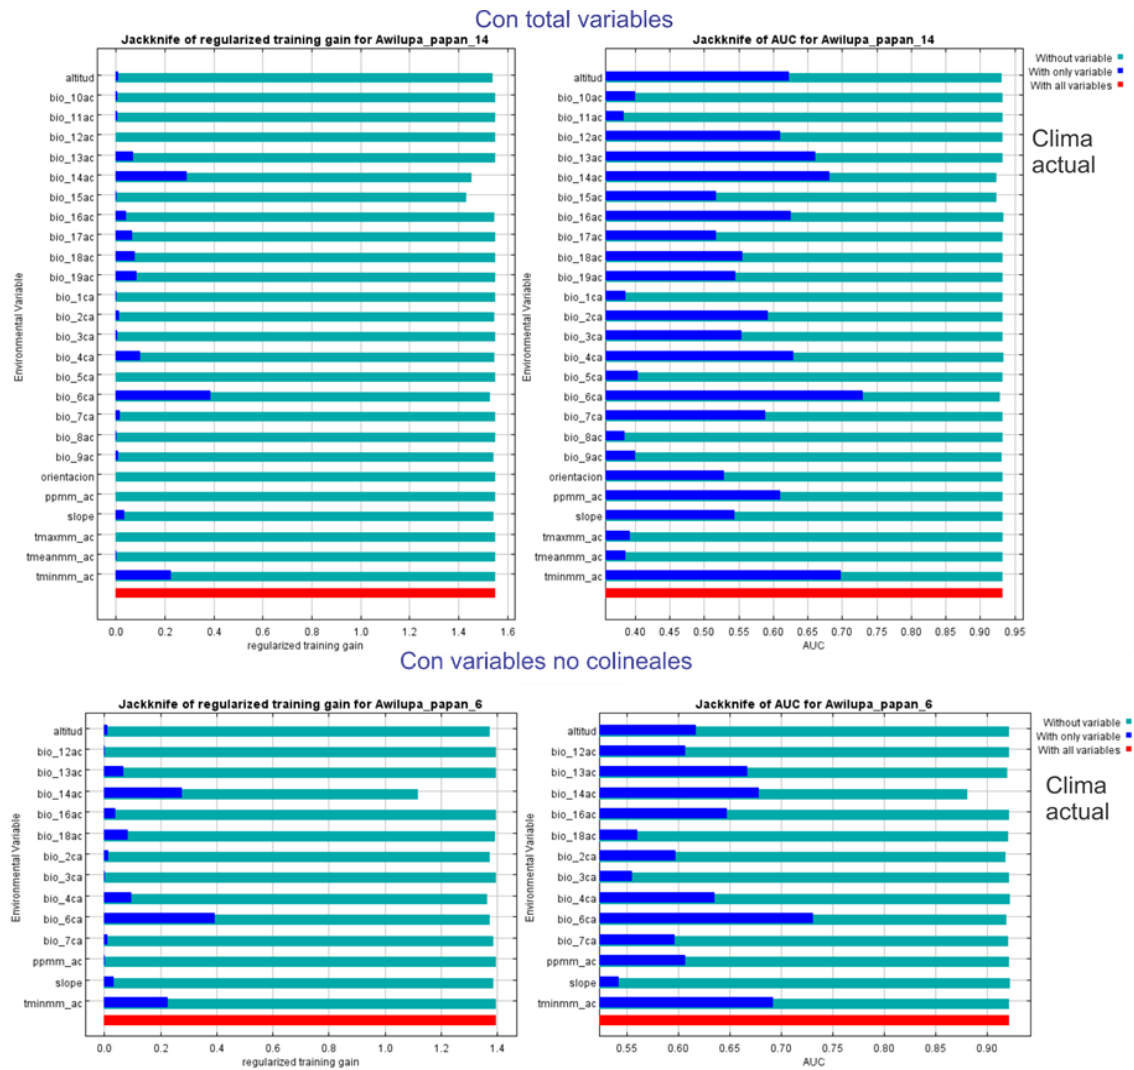 Con total variables
Jackknife of regularized training gain for Awilupa_papan_14
altitud
bio_10ac
bio_11ac
bio_12ac
bio_13ac
bio_14ac
bio_15ac
bio_16ac
bio_17ac
bio_18ac
bio_19ac
bio_1ca
bio_2ca
bio_3ca
bio_4ca
bio_5ca
bio_6ca
bio_7ca
bio_8ac
bio_9ac
orientacion
ppmm_ac
slope
tmaxmm_ac
tmeanmm_ac
tminmm_ac
Environmental Variable
0.0 0.2 0.4 0.6 0.8 1.0 1.2 1.4 1.6
regularized training gain
Jackknife of AUC for Awilupa_papan_14
altitud
bio_10ac
bio_11ac
bio_12ac
bio_13ac
bio_14ac
bio_15ac
bio_16ac
bio_17ac
bio_18ac
bio_19ac
bio_1ca
bio_2ca
bio_3ca
bio_4ca
bio_5ca
bio_6ca
bio_7ca
bio_8ac
bio_9ac
orientacion
ppmm_ac
slope
tmaxmm_ac
tmeanmm_ac
tminmm_ac
Environmental Variable
0.40 0.45 0.50 0.55 0.60 0.65 0.70 0.75 0.80 0.85 0.90 0.95
AUC
Without variable
With only variable
With all variables
Clima
actual
Con variables no colineales
Jackknife of regularized training gain for Awilupa_papan_6
altitud
bio_12ac
bio_13ac
bio_14ac
bio_16ac
bio_18ac
bio_2ca
bio_3ca
bio_4ca
bio_6ca
bio_7ca
ppmm_ac
slope
tminmm_ac
Environmental Variable
0.0 0.2 0.4 0.6 0.8 1.0 1.2 1.4
regularized training gain
Jackknife of AUC for Awilupa_papan_6
altitud
bio_12ac
bio_13ac
bio_14ac
bio_16ac
bio_18ac
bio_2ca
bio_3ca
bio_4ca
bio_6ca
bio_7ca
ppmm_ac
slope
tminmm_ac
Environmental Variable
0.55 0.60 0.65 0.70 0.75 0.80 0.85 0.90
AUC
Without variable
With only variable
With all variables
Clima
actual